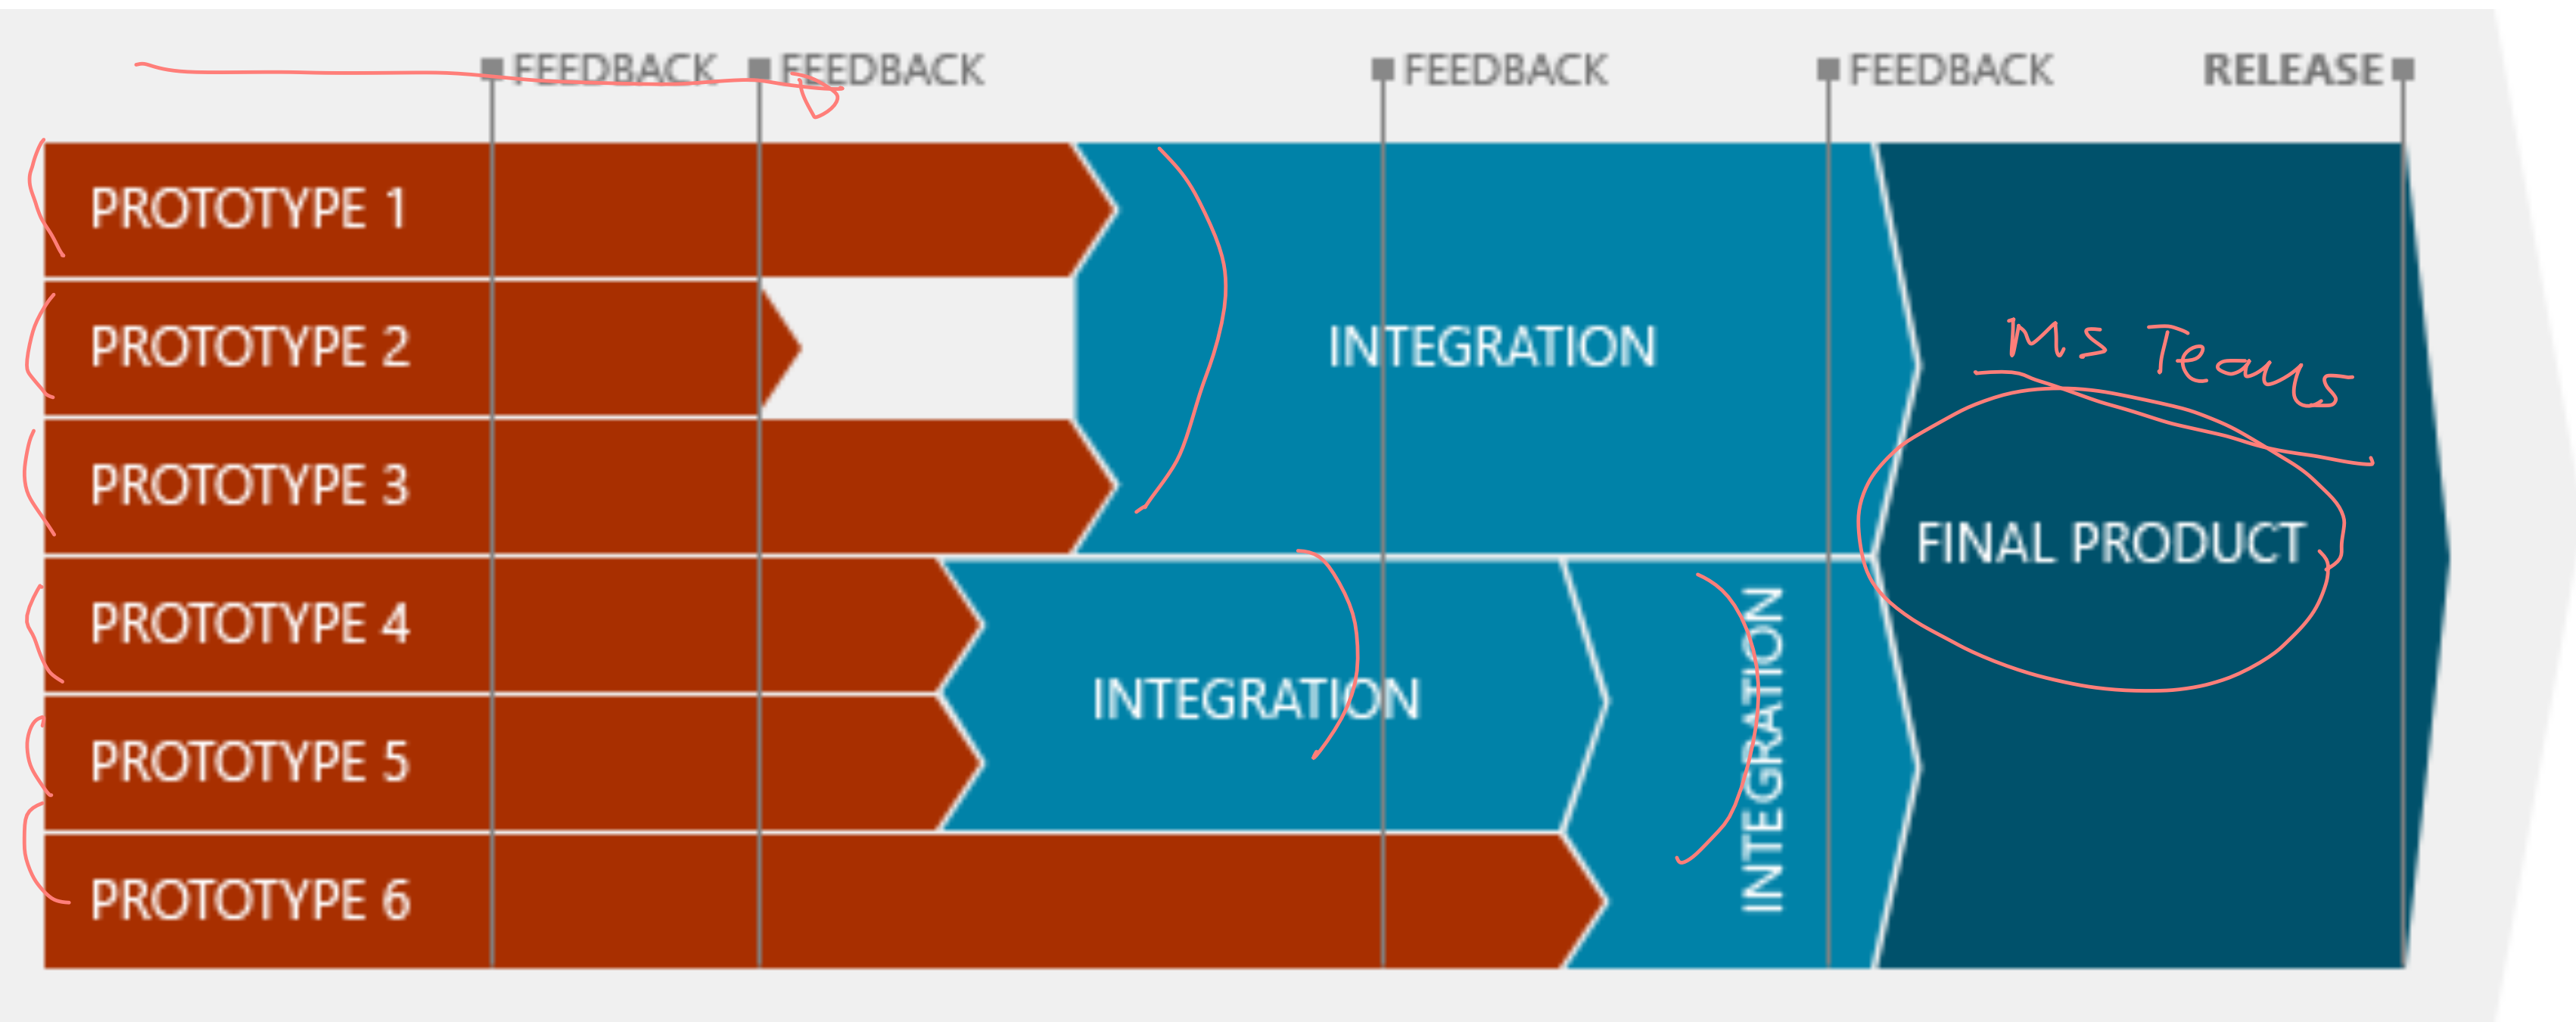 FEEDBACK FEEDBACK FEEDBACK FEEDBACK RELEASE
PROTOTYPE 1
PROTOTYPE 2
INTEGRATION
MS Teams
PROTOTYPE 3
FINAL PRODUCT
PROTOTYPE 4
INTEGRATION
INTEGRATION
PROTOTYPE 5
PROTOTYPE 6